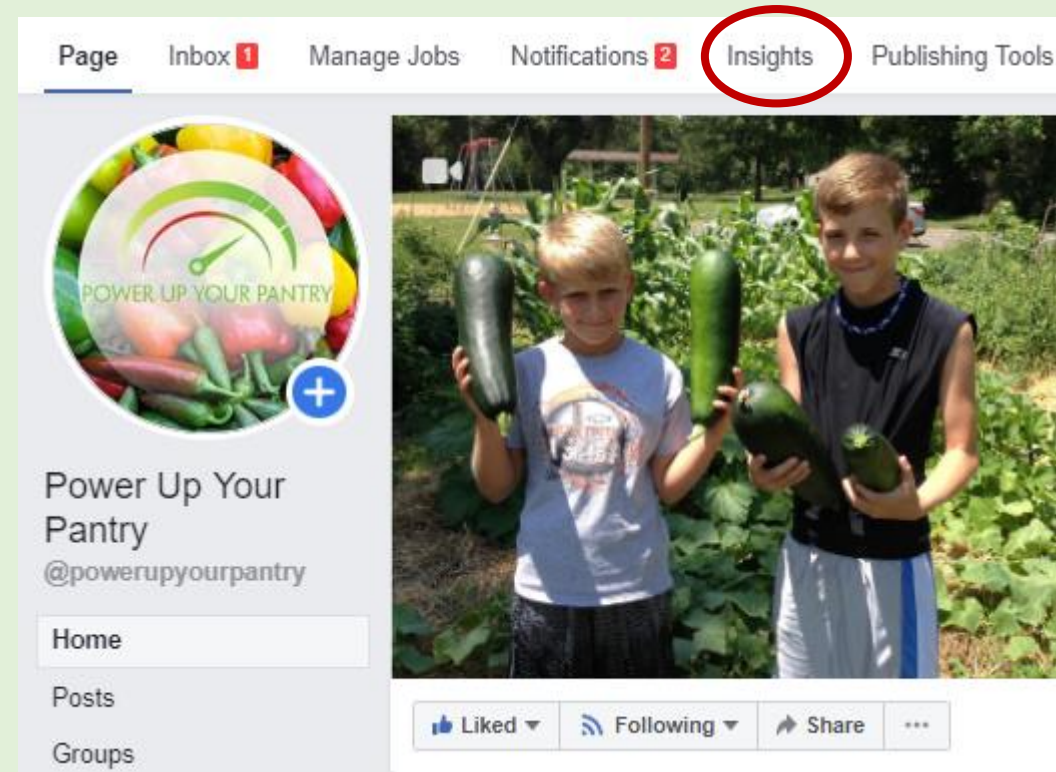 Page Inbox 1 Manage Jobs Notifications 2 Insights Publishing Tools
POWER UP YOUR PANTRY
Power Up Your
Pantry
@powerupyourpantry
Home
Posts
Groups
Liked Following Share ...